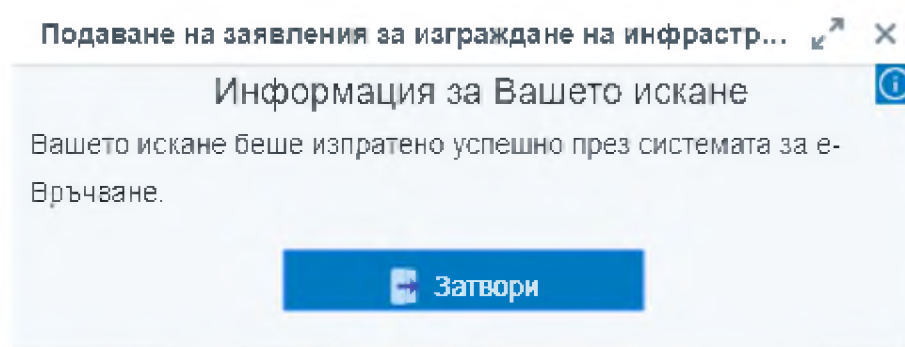 Подаване на заявления за изграждане на инфрастр...
Информация за Вашето искане
Вашето искане беше изпратено успешно през системата за е-
Връчване.
Затвори